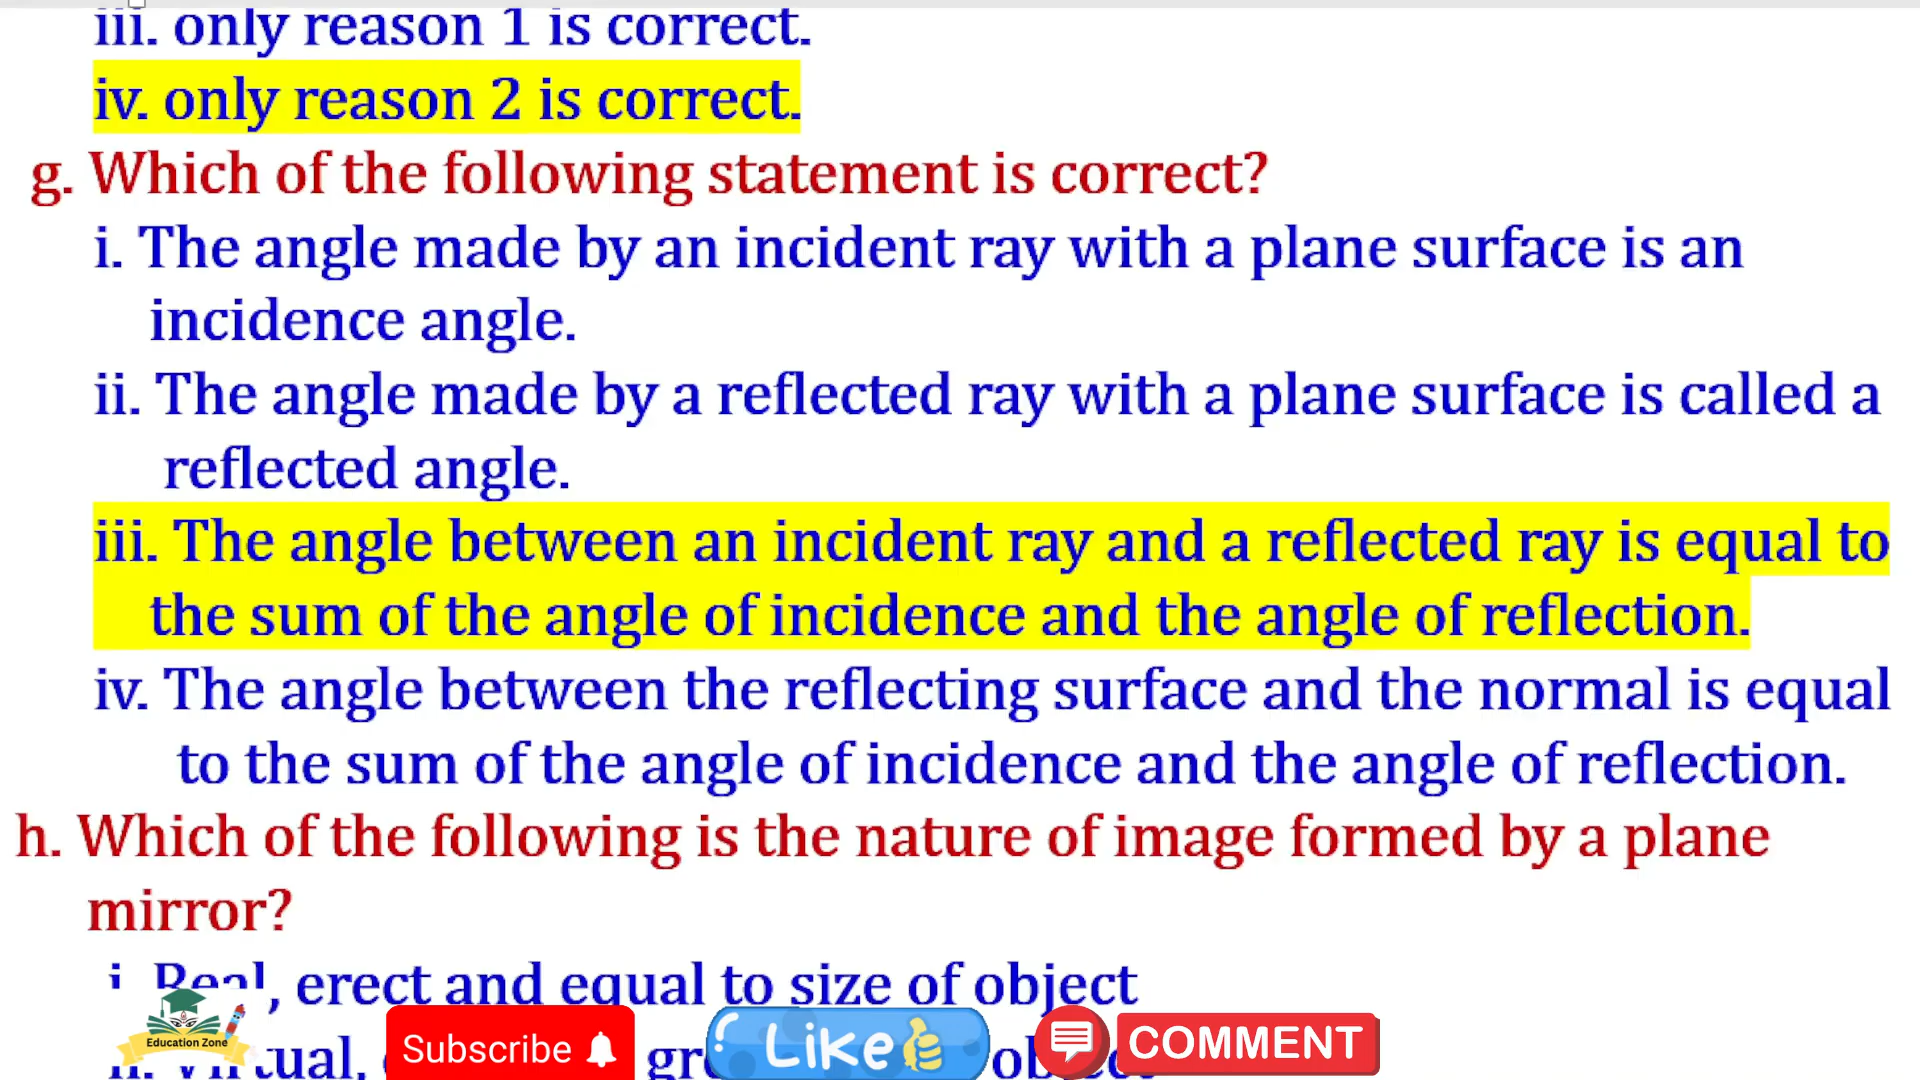 iii. only reason 1 is correct.
iv. only reason 2 is correct.
g. Which of the following statement is correct?
i. The angle made by an incident ray with a plane surface is an
incidence angle.
ii. The angle made by a reflected ray with a plane surface is called a
reflected angle.
iii. The angle between an incident ray and a reflected ray is equal to
the sum of the angle of incidence and the angle of reflection.
iv. The angle between the reflecting surface and the normal is equal
to the sum of the angle of incidence and the angle of reflection.
h. Which of the following is the nature of image formed by a plane
mirror?
i. Real, erect and equal to size of object
ii. Virtual,
Education Zone
Subscribe
Like
COMMENT